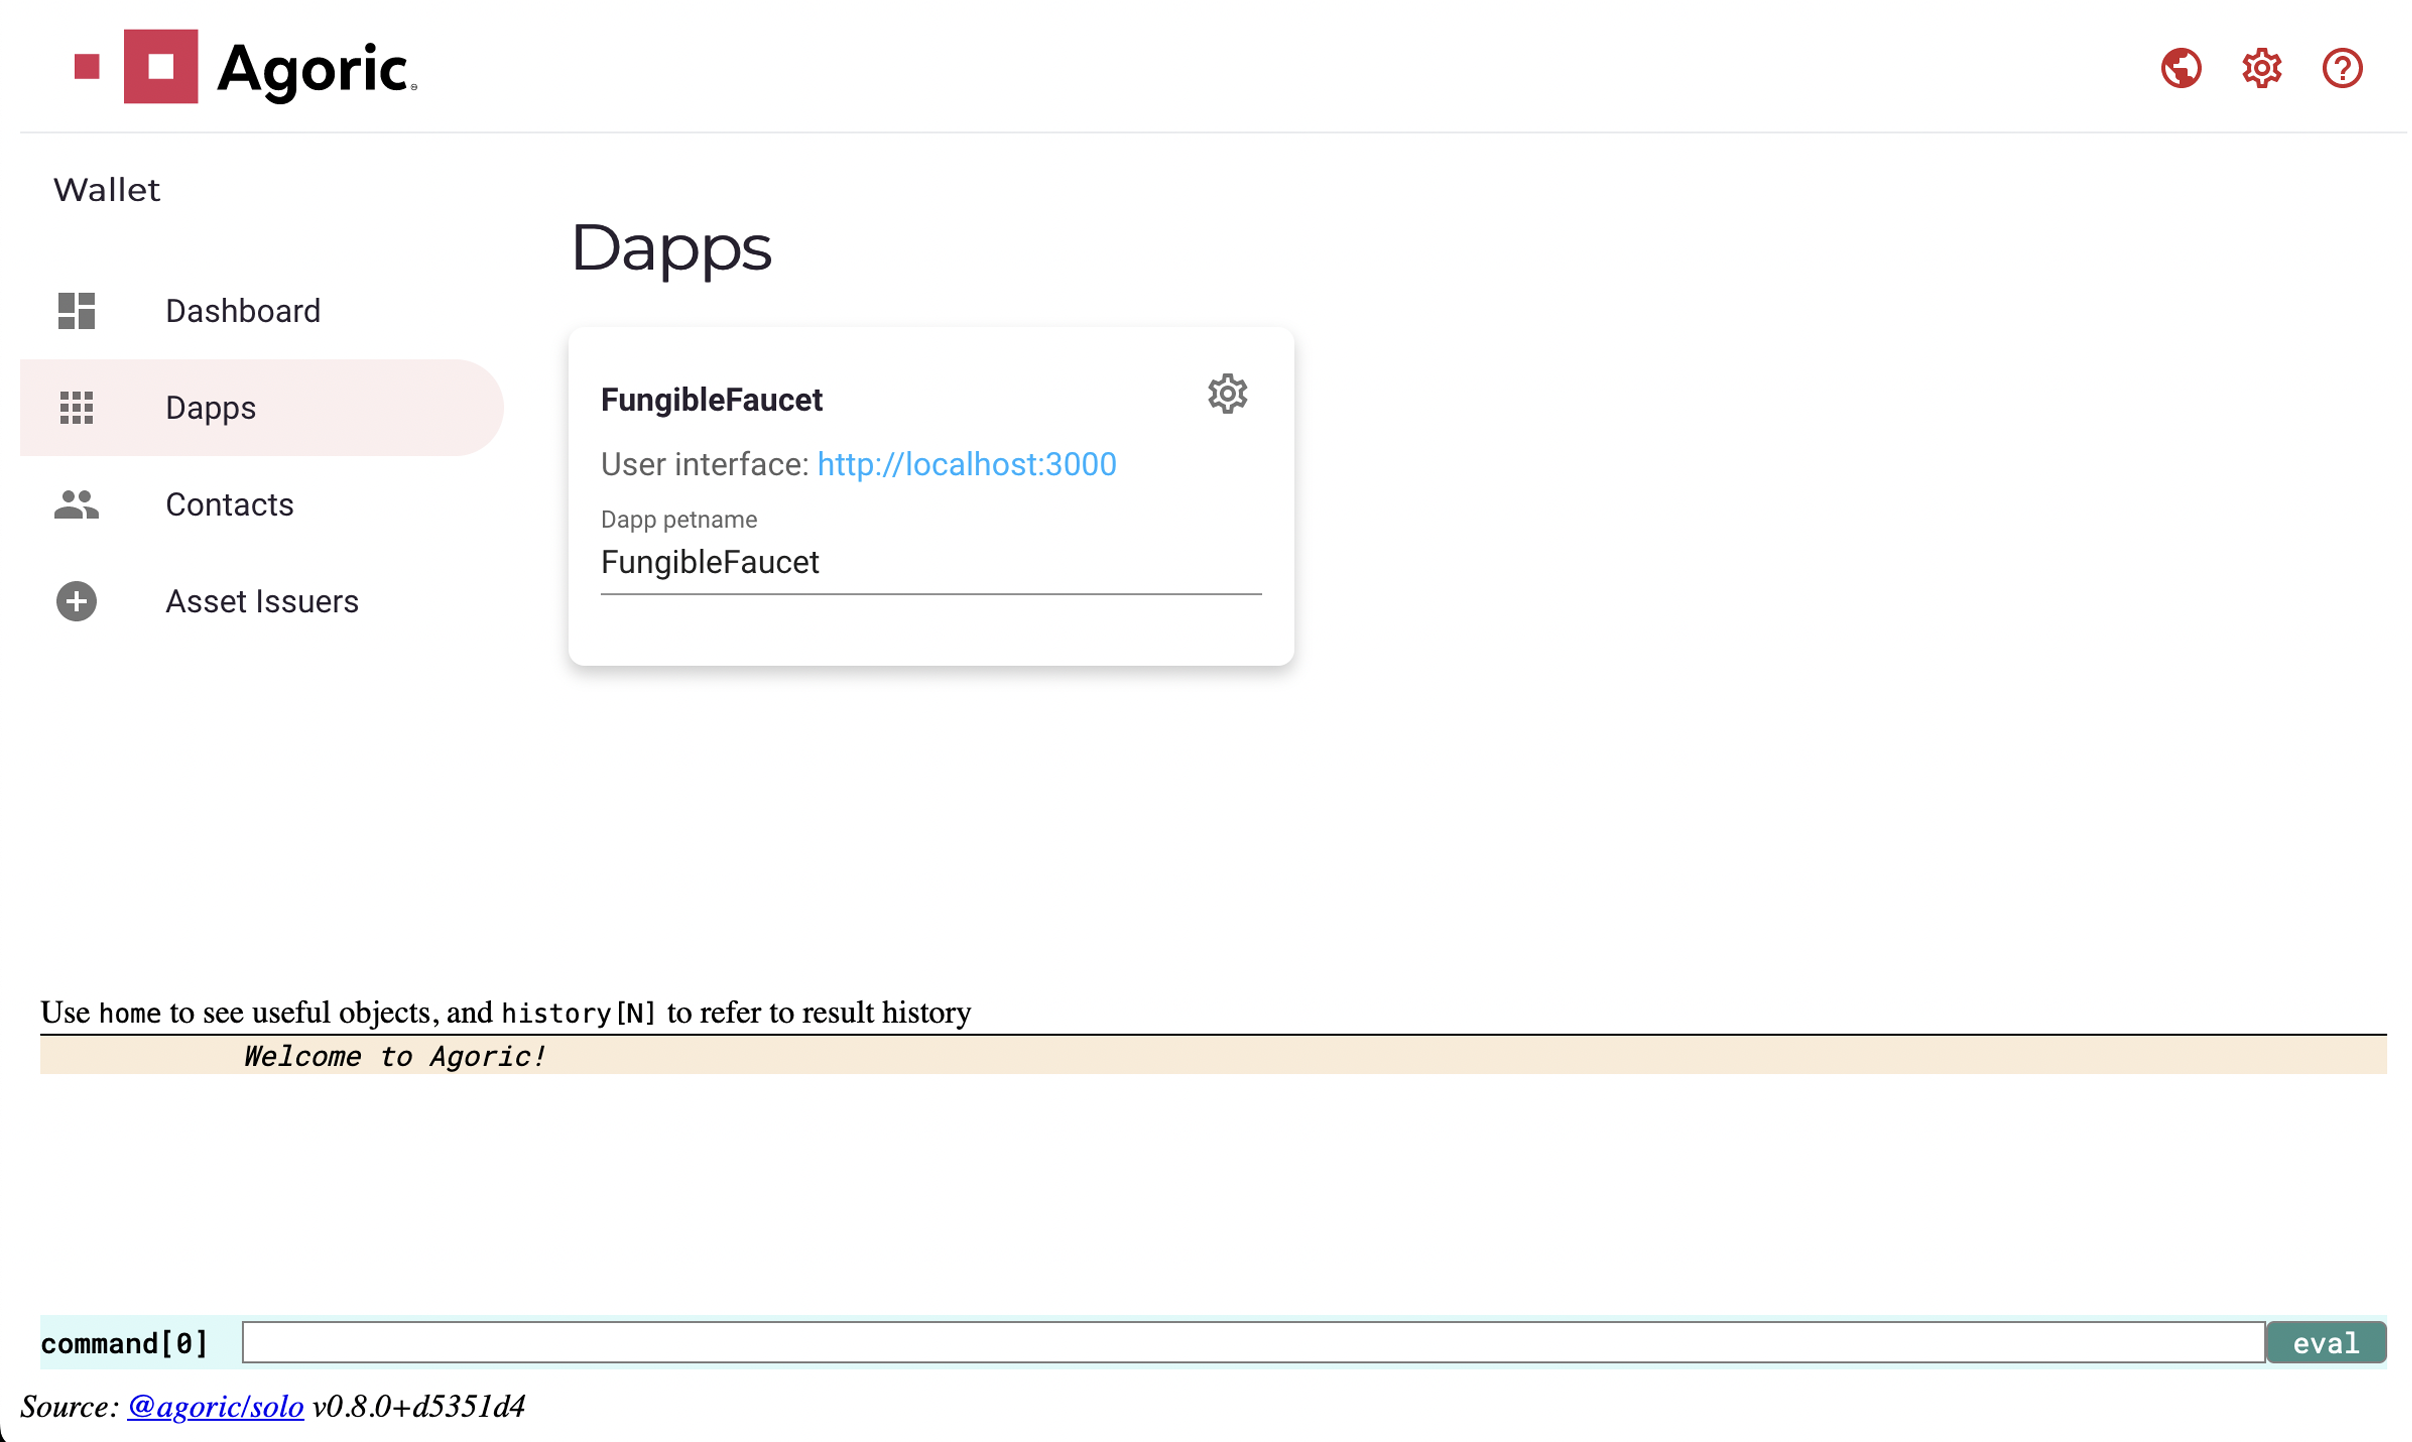 Agoric
Wallet
Dashboard
Dapps
Contacts
Asset Issuers
Dapps
FungibleFaucet
User interface: http://localhost:3000
Dapp petname
FungibleFaucet
Use home to see useful objects, and history[N] to refer to result history
Welcome to Agoric!
command[0]
eval
Source: @agoric/solo v0.8.0+d5351d4